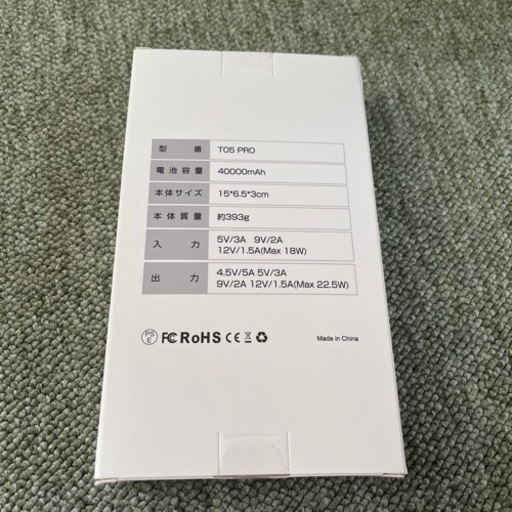 型番 T05 PRO
電池容量 40000mAh
本体サイズ 15*6.5*3cm
本体質量 約393g
入力 5V/3A 9V/2A
12V/1.5A(Max 18W)
出力 4.5V/5A 5V/3A
9V/2A 12V/1.5A(Max 22.5W)
PSE FC RoHS CE Made in China